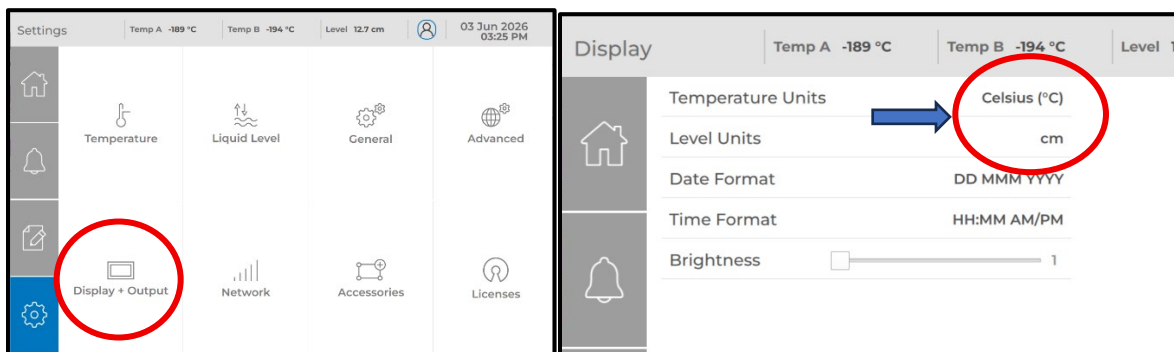 Settings
Temp A -189 °C
Temp B -194 °C
Level 12.7 cm
03 Jun 2026
03:25 PM
Temperature
Liquid Level
General
Advanced
Display + Output
Network
Accessories
Licenses
Display
Temp A -189 °C
Temp B -194 °C
Level 1
Temperature Units Celsius (°C)
Level Units cm
Date Format DD MMM YYYY
Time Format HH:MM AM/PM
Brightness 1